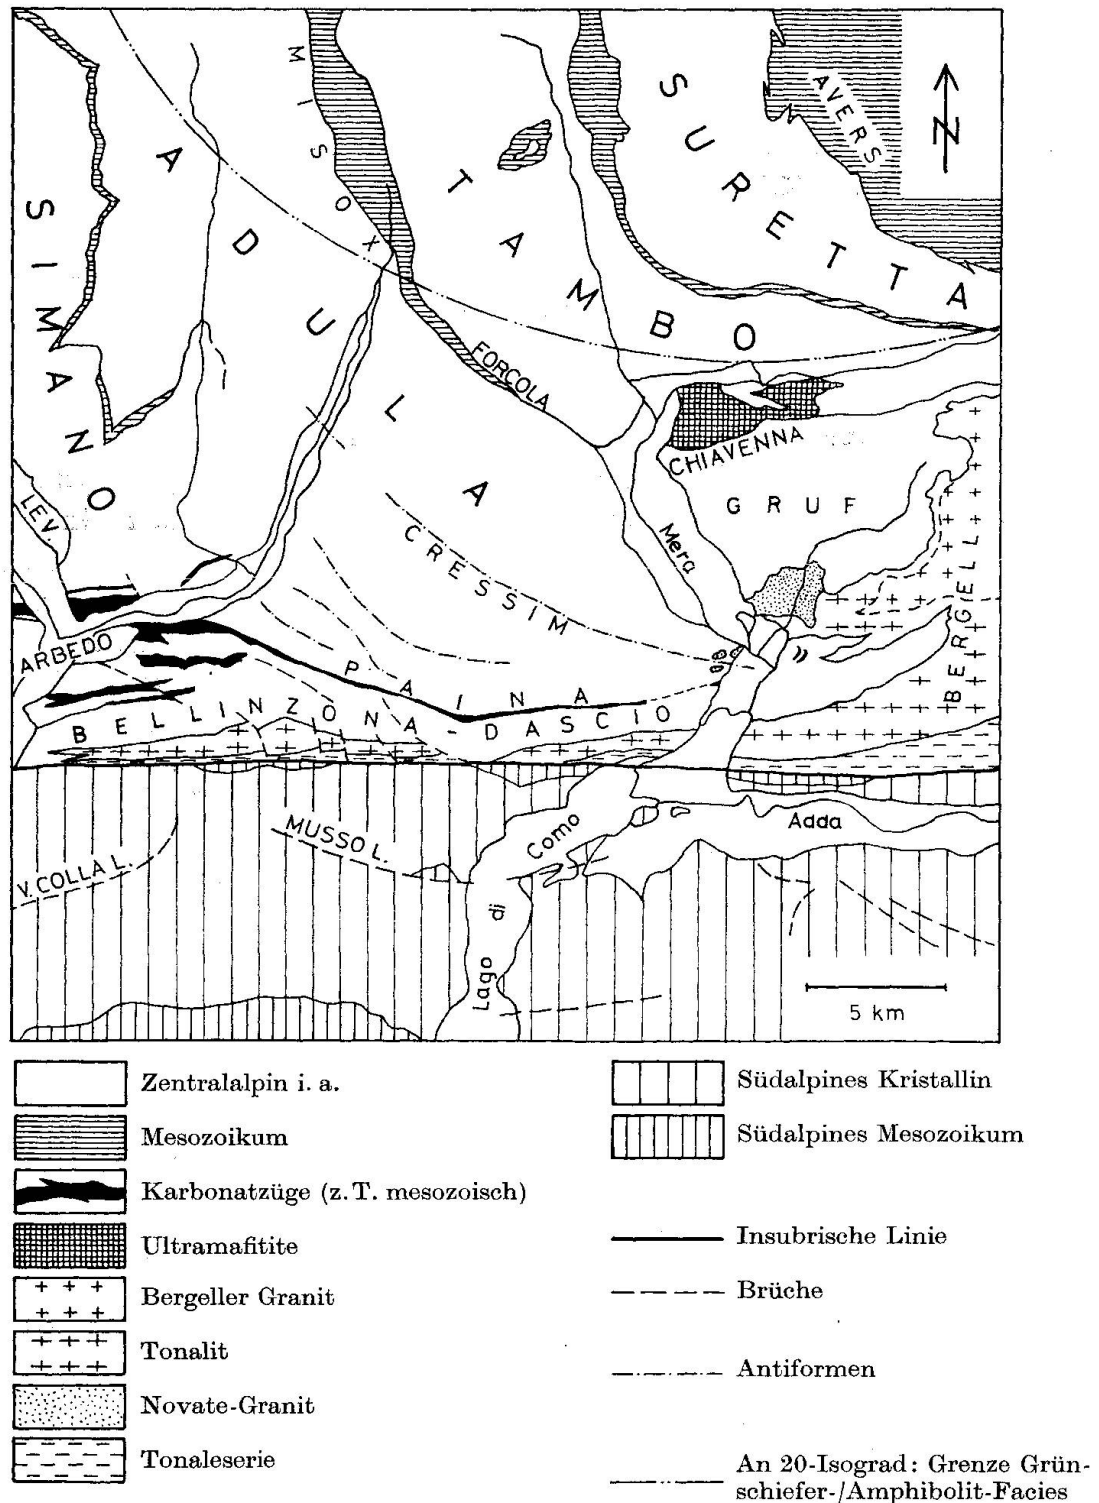 MISOX
AVERS
SURETTA
N
SIMANO
ADULA
TAMBO
FORCOLA
CHIAVENNA
GRUF
LEV.
CRESSIM
Mera
BERGELL
ARBEDO
PAINA
BELLINZONA-DASCIO
MUSSO L.
Como
Adda
V. COLLA L.
di
Lago
5 km
Zentralalpin i. a.
Mesozoikum
Karbonatzüge (z. T. mesozoisch)
Ultramafitite
Bergeller Granit
Tonalit
Novate-Granit
Tonaleserie
Südalpines Kristallin
Südalpines Mesozoikum
Insubrische Linie
Brüche
Antiformen
An 20-Isograd: Grenze Grün-
schiefer-/Amphibolit-Facies